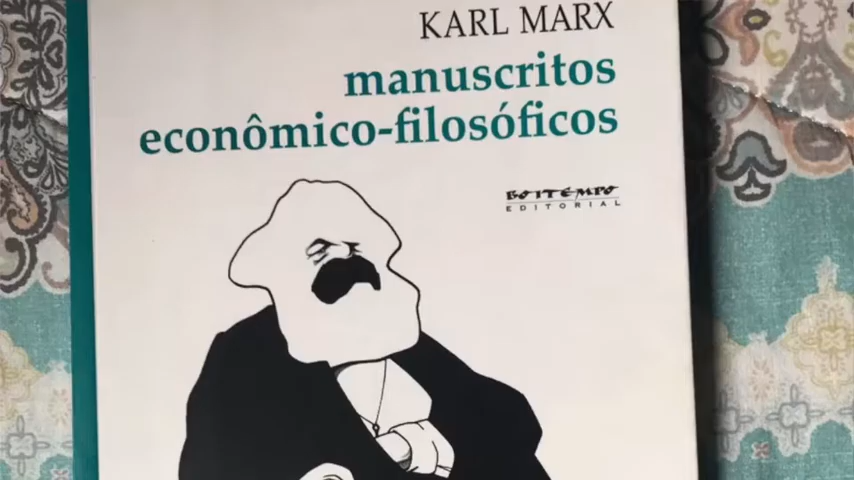 KARL MARX
manuscritos
econômico-filosóficos
BOITEMPO
EDITORIAL